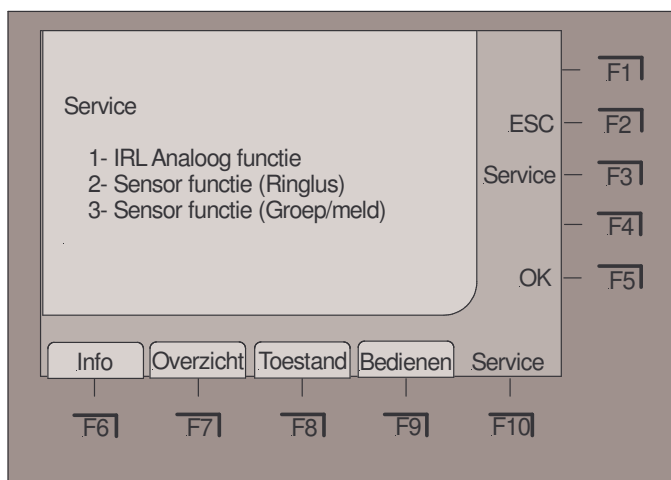 Service
1- IRL Analoog functie
2- Sensor functie (Ringlus)
3- Sensor functie (Groep/meld)
F1
ESC F2
Service F3
F4
OK F5
Info Overzicht Toestand Bedienen Service
F6 F7 F8 F9 F10